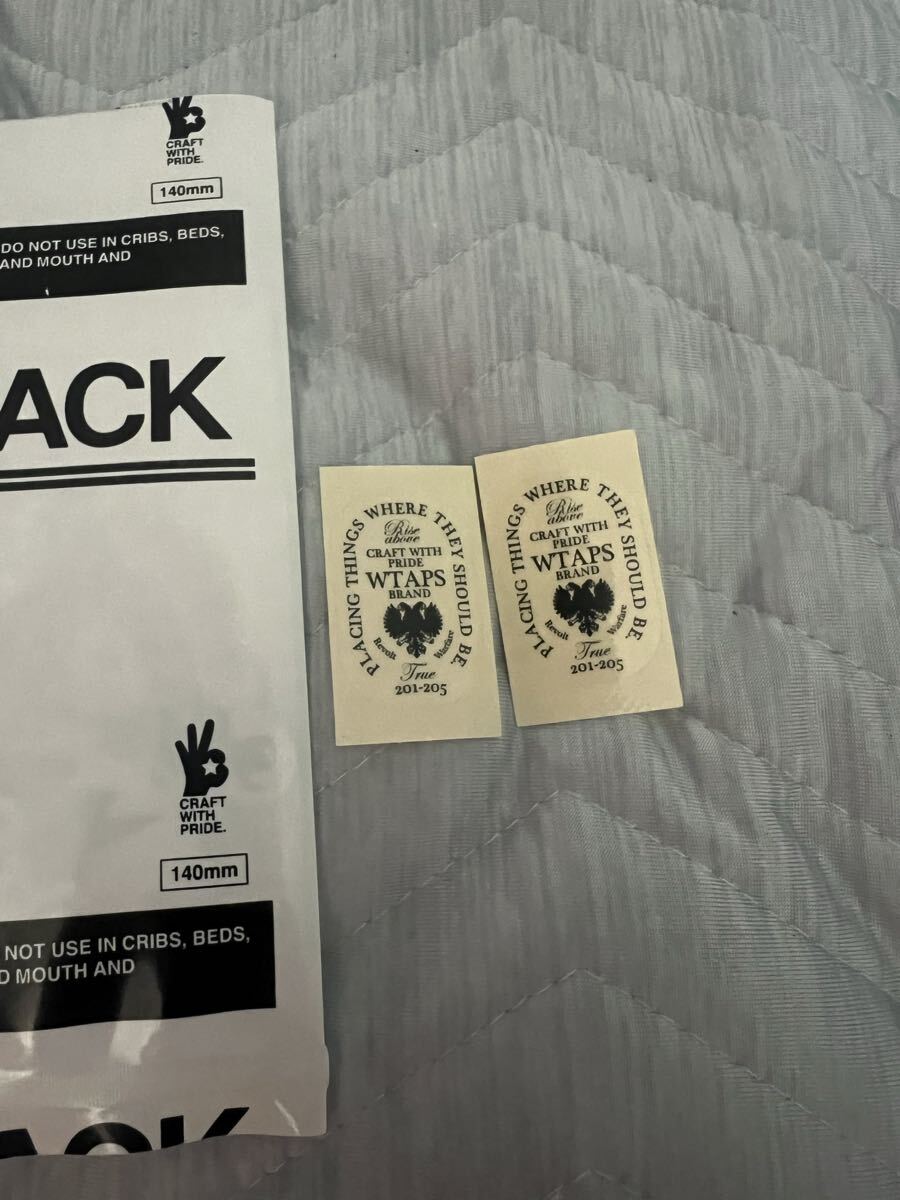 CRAFT
WITH
PRIDE.
140mm
DO NOT USE IN CRIBS, BEDS,
AND MOUTH AND
ACK
CRAFT
WITH
PRIDE.
140mm
NOT USE IN CRIBS, BEDS,
D MOUTH AND
ACK
PLACING THINGS WHERE THEY SHOULD BE.
Rise
above
CRAFT WITH
PRIDE
WTAPS
BRAND
Revolt Warfare
True
201-205
PLACING THINGS WHERE THEY SHOULD BE.
Rise
above
CRAFT WITH
PRIDE
WTAPS
BRAND
Revolt Warfare
True
201-205